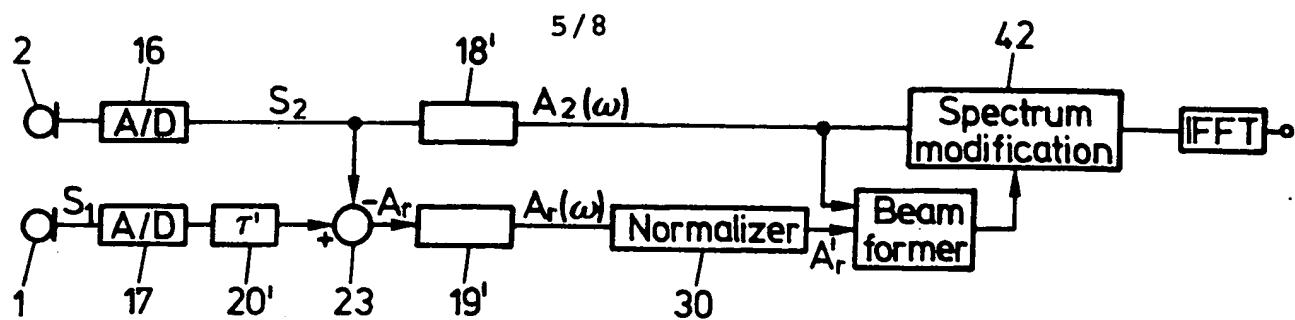 5/8
2 16 18' 42
A/D S₂ A₂(ω) Spectrum modification IFFT
S₁ A/D τ' + - Aᵣ Aᵣ(ω) Normalizer A'ᵣ Beam former
1 17 20' 23 19' 30